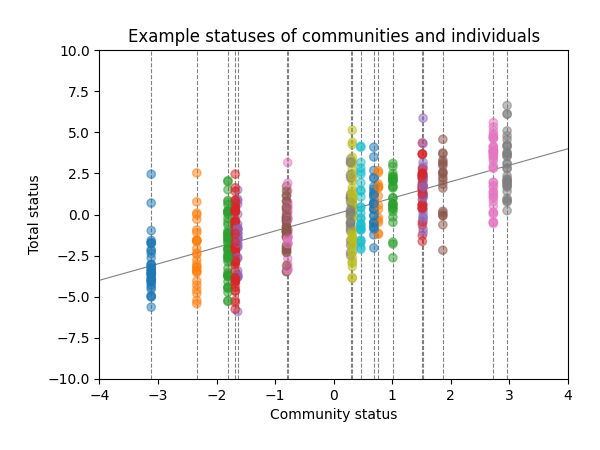 Example statuses of communities and individuals
10.0
7.5
5.0
2.5
0.0
−2.5
−5.0
−7.5
−10.0
Total status
−4 −3 −2 −1 0 1 2 3 4
Community status